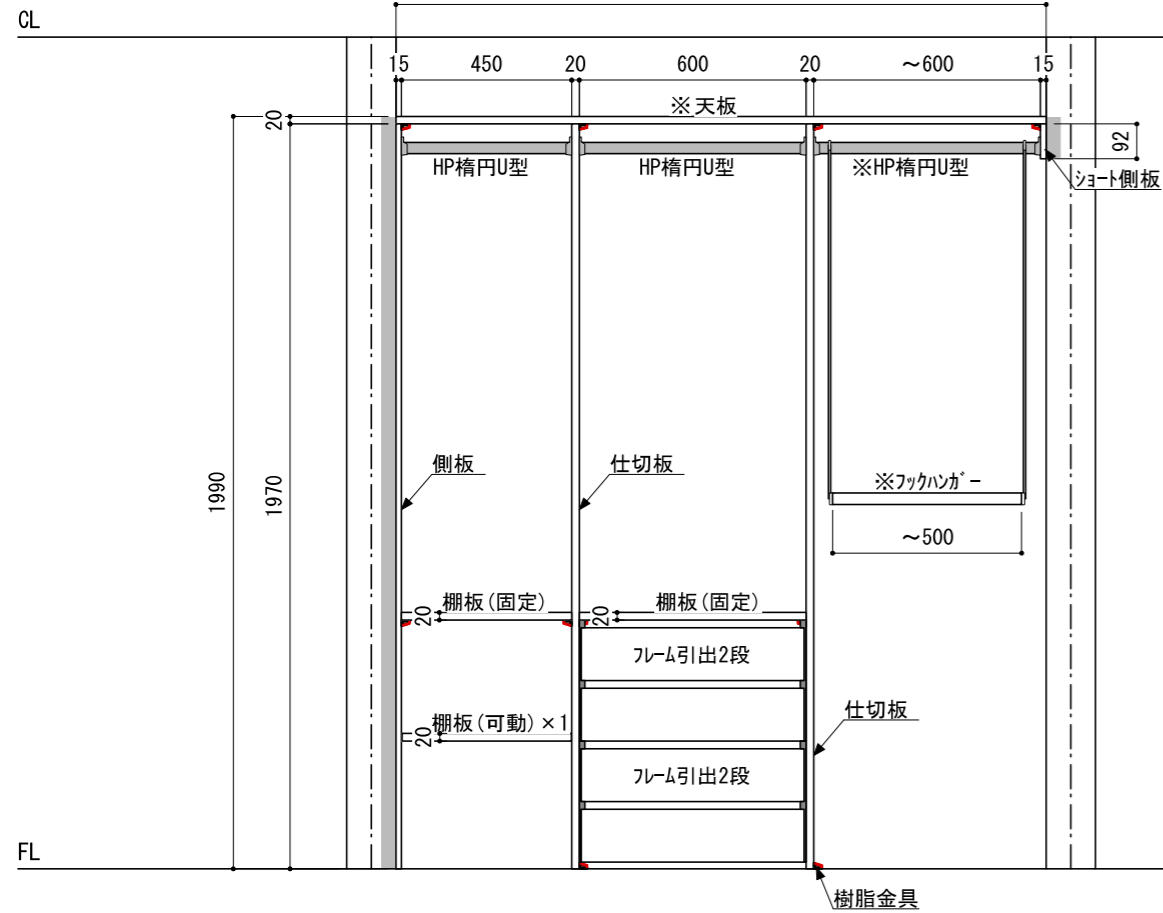 CL
15 450 20 600 20 ～600 15
※天板
20
92
HP楕円U型 HP楕円U型 ※HP楕円U型
ｼｮｰﾄ側板
側板 仕切板
※ﾌｯｸﾊﾝｶﾞｰ
1990
1970
～500
棚板(固定) 棚板(固定)
20 20
ﾌﾚｰﾑ引出2段
仕切板
棚板(可動)×1
20
ﾌﾚｰﾑ引出2段
FL
樹脂金具